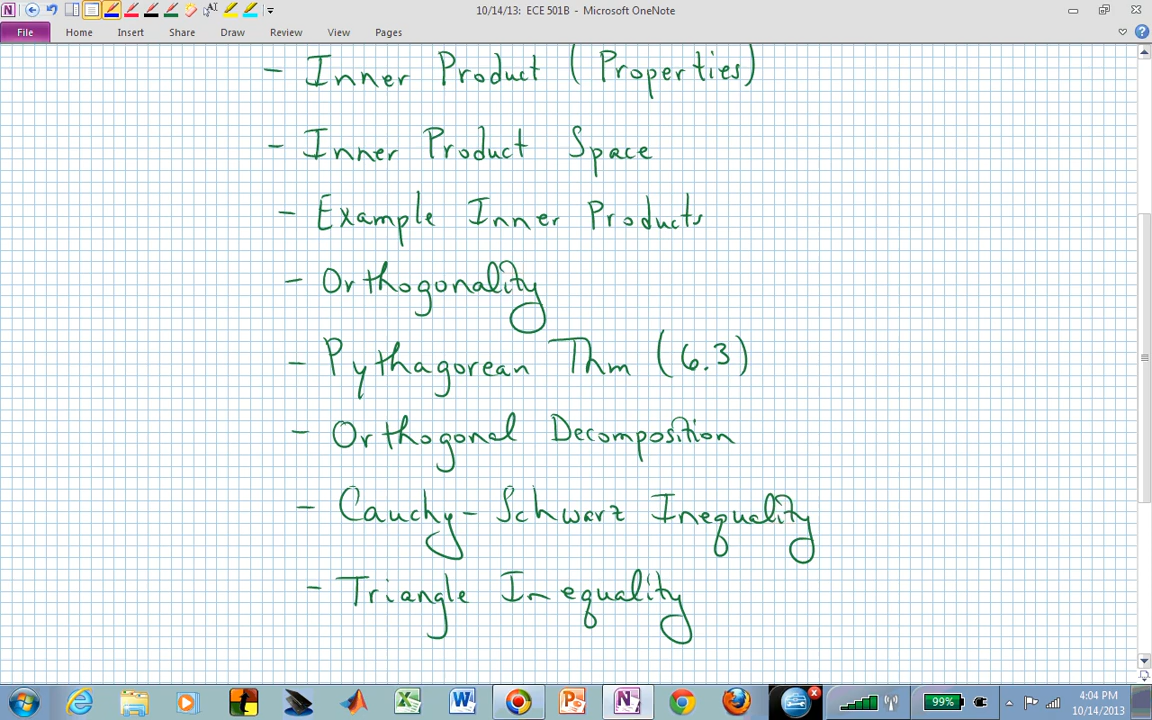 10/14/13: ECE 501B - Microsoft OneNote
File Home Insert Share Draw Review View Pages
- Inner Product (Properties)
- Inner Product Space
- Example Inner Products
- Orthogonality
- Pythagorean Thm (6.3)
- Orthogonal Decomposition
- Cauchy-Schwarz Inequality
- Triangle Inequality
99%
4:04 PM
10/14/2013